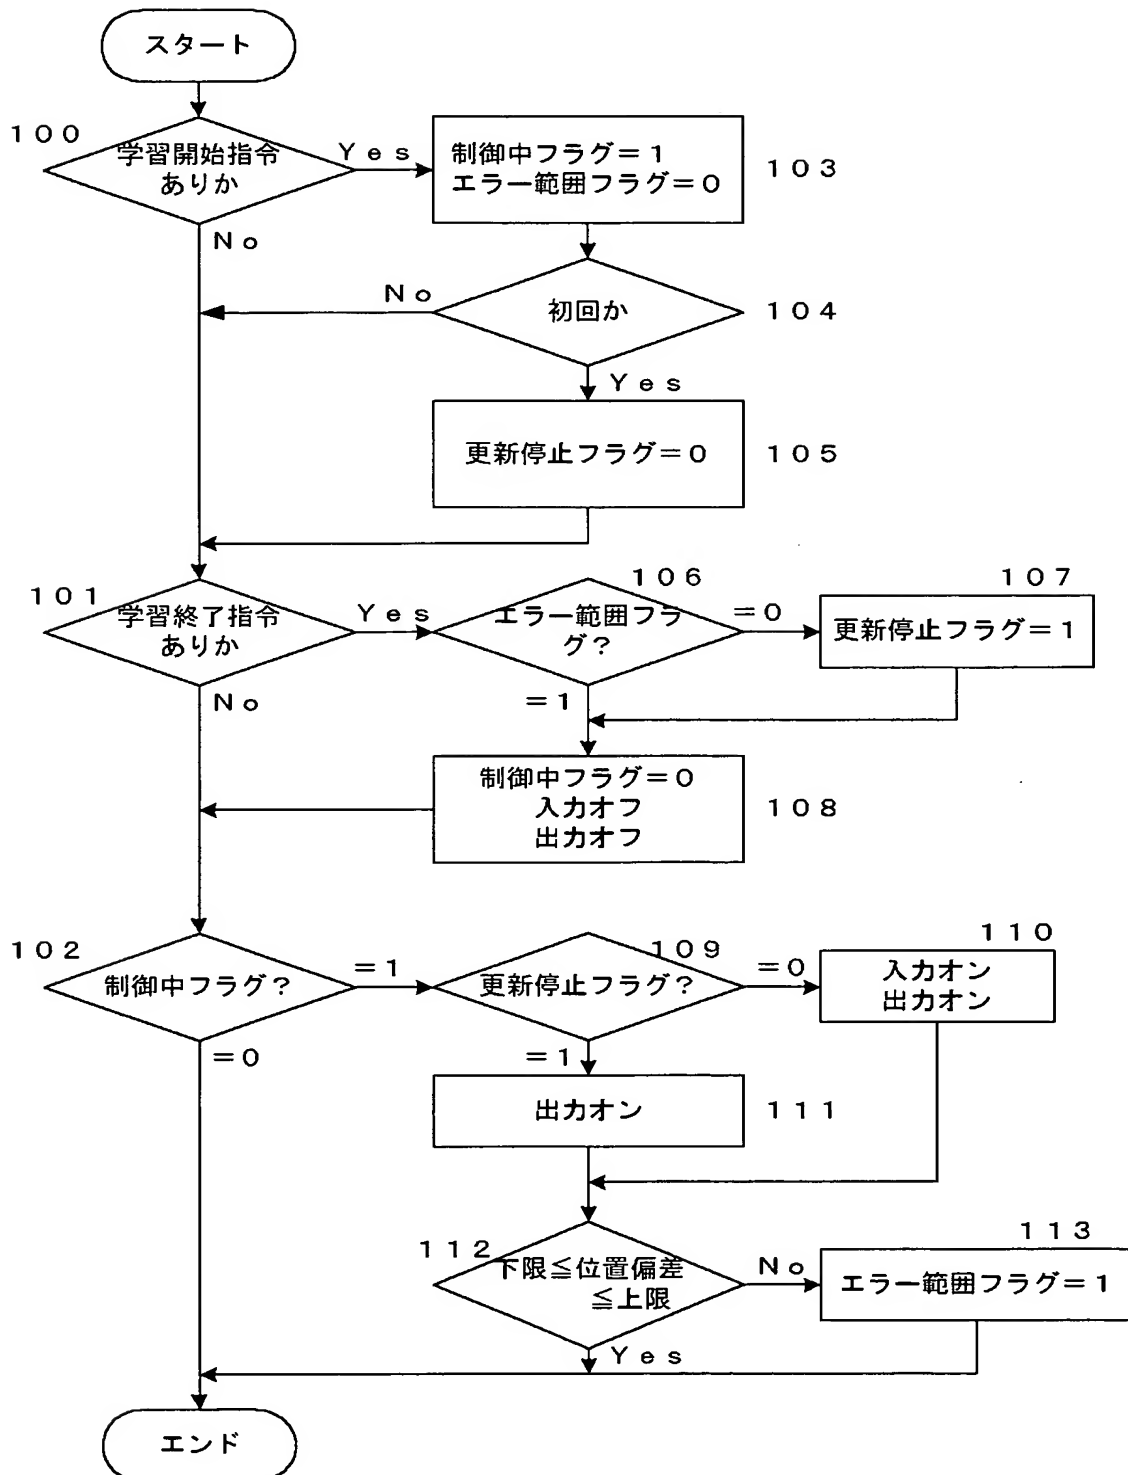 スタート
100
学習開始指令
ありか
Yes
制御中フラグ=1
エラー範囲フラグ=0
103
No
No
初回か
104
Yes
更新停止フラグ=0
105
101
学習終了指令
ありか
Yes
106
エラー範囲フラ
グ?
=0
107
更新停止フラグ=1
No
=1
制御中フラグ=0
入力オフ
出力オフ
108
102
制御中フラグ?
=1
109
更新停止フラグ?
=0
110
入力オン
出力オン
=0
=1
出力オン
111
112
下限≦位置偏差
≦上限
No
113
エラー範囲フラグ=1
Yes
エンド